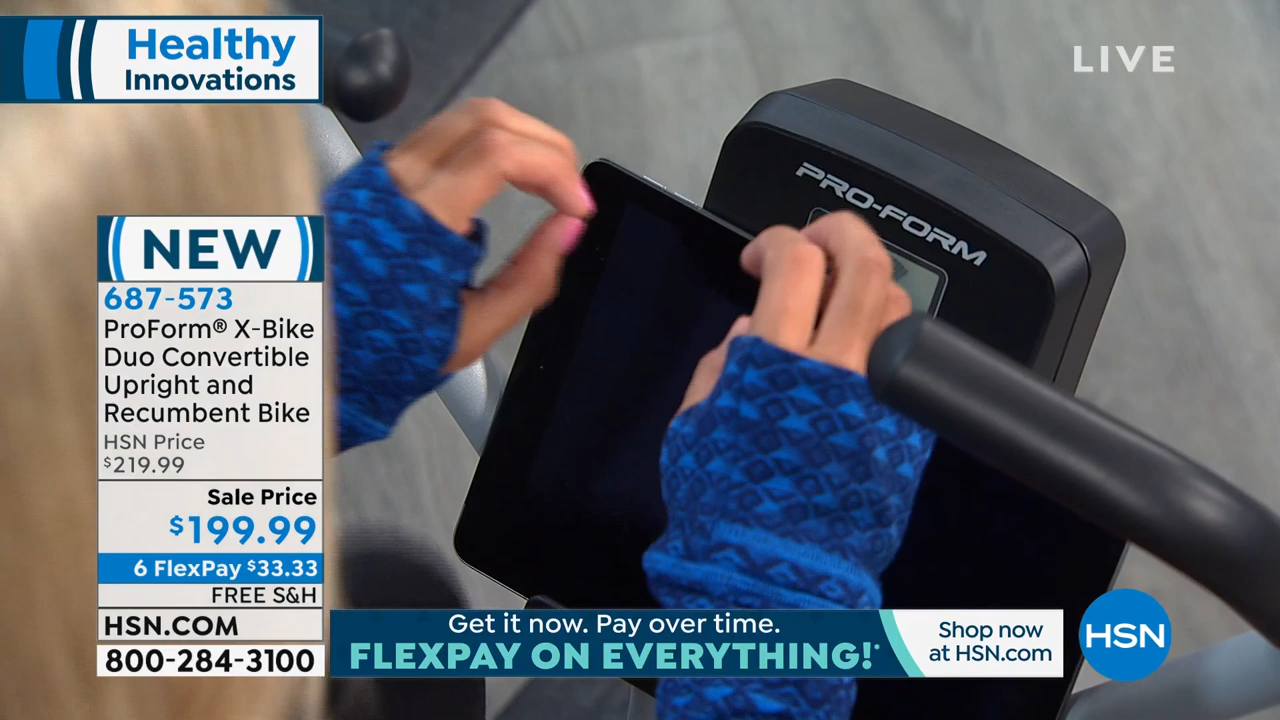 Healthy
Innovations
LIVE
PRO-FORM
NEW
687-573
ProForm® X-Bike
Duo Convertible
Upright and
Recumbent Bike
HSN Price
$219.99
Sale Price
$199.99
6 FlexPay $33.33
FREE S&H
HSN.COM
800-284-3100
Get it now. Pay over time.
FLEXPAY ON EVERYTHING!*
Shop now
at HSN.com
HSN